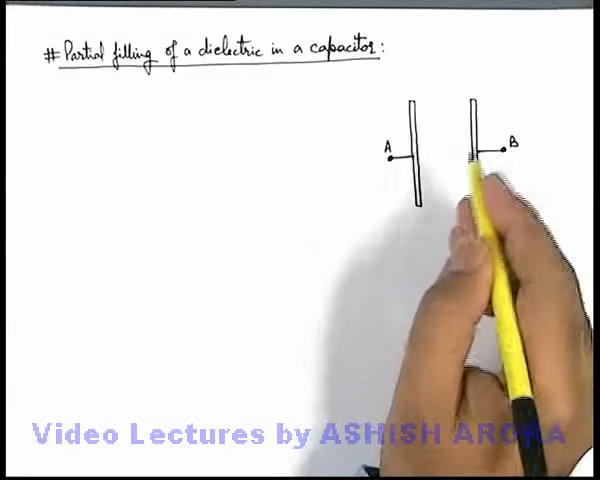 # Partial filling of a dielectric in a capacitor:
A
B
Video Lectures by ASHISH ARORA